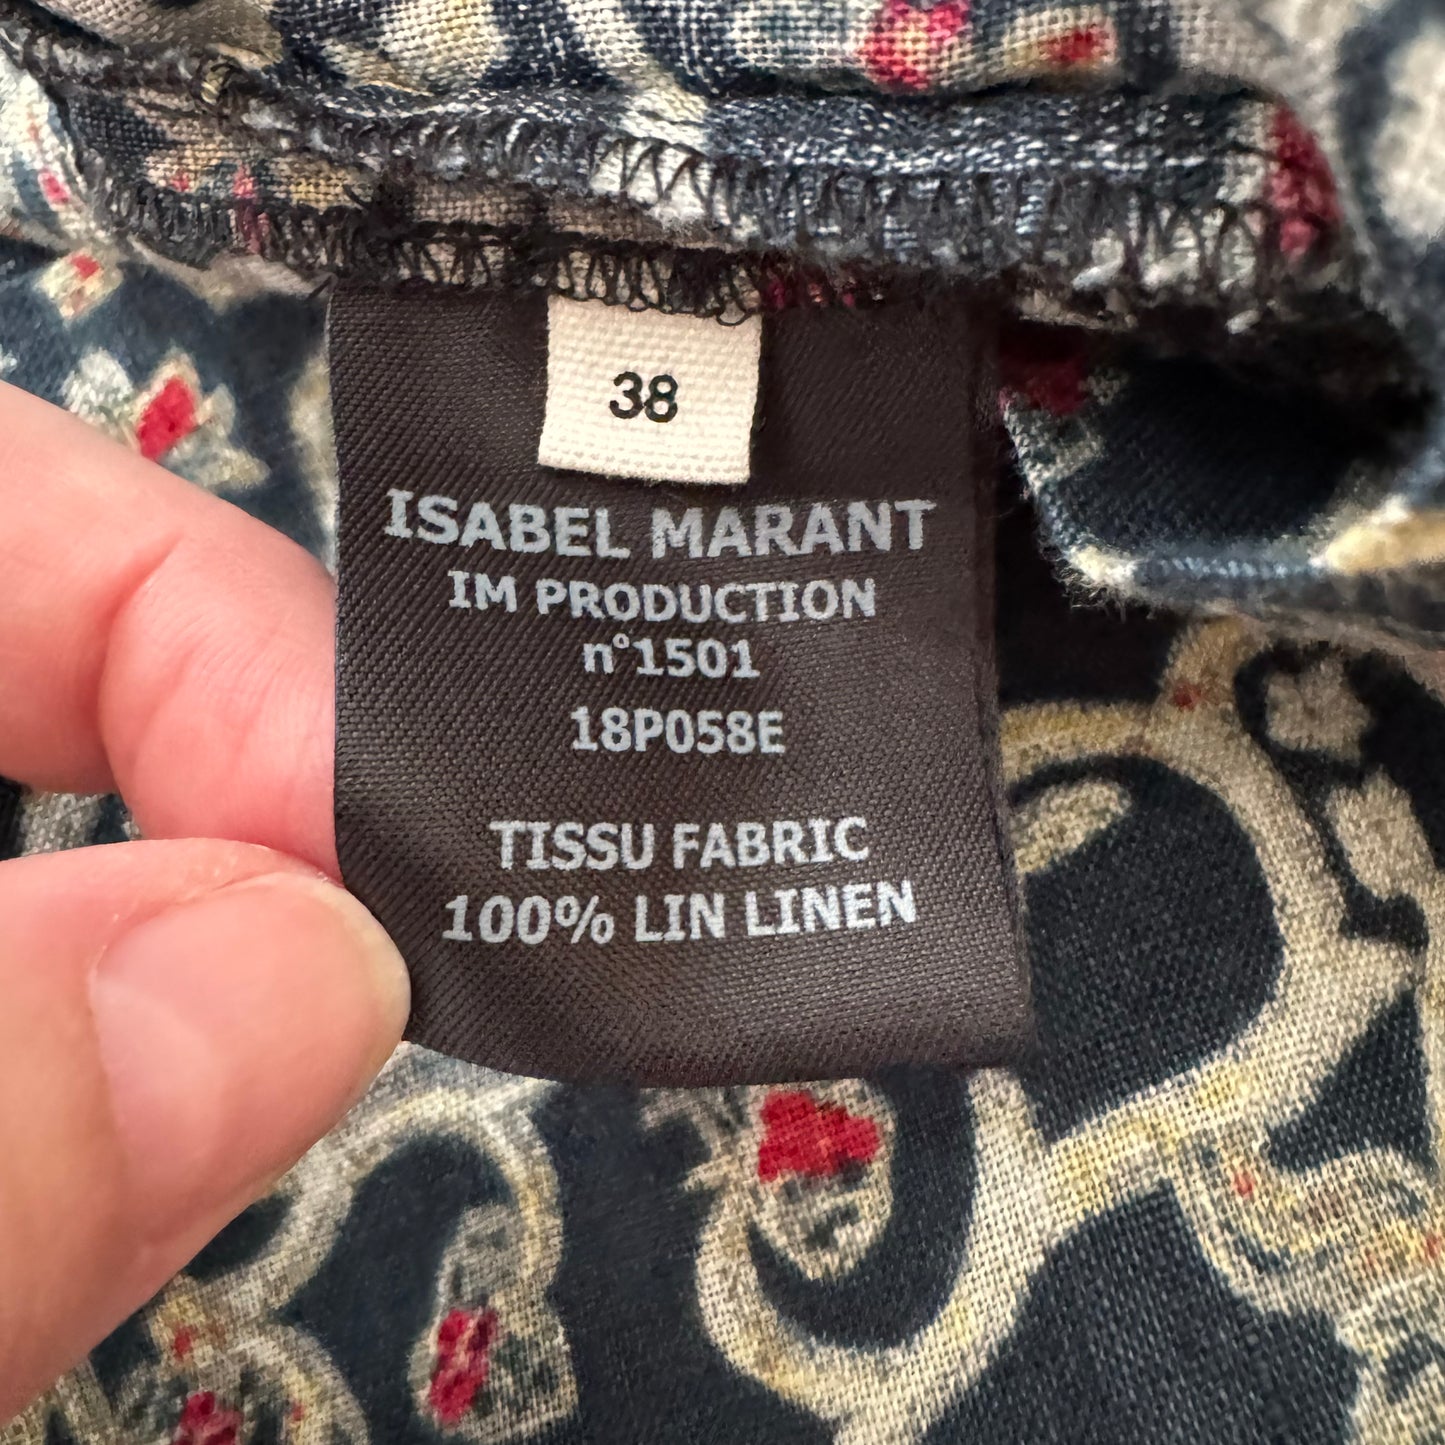 38
ISABEL MARANT
IM PRODUCTION
n°1501
18P058E
TISSU FABRIC
100% LIN LINEN